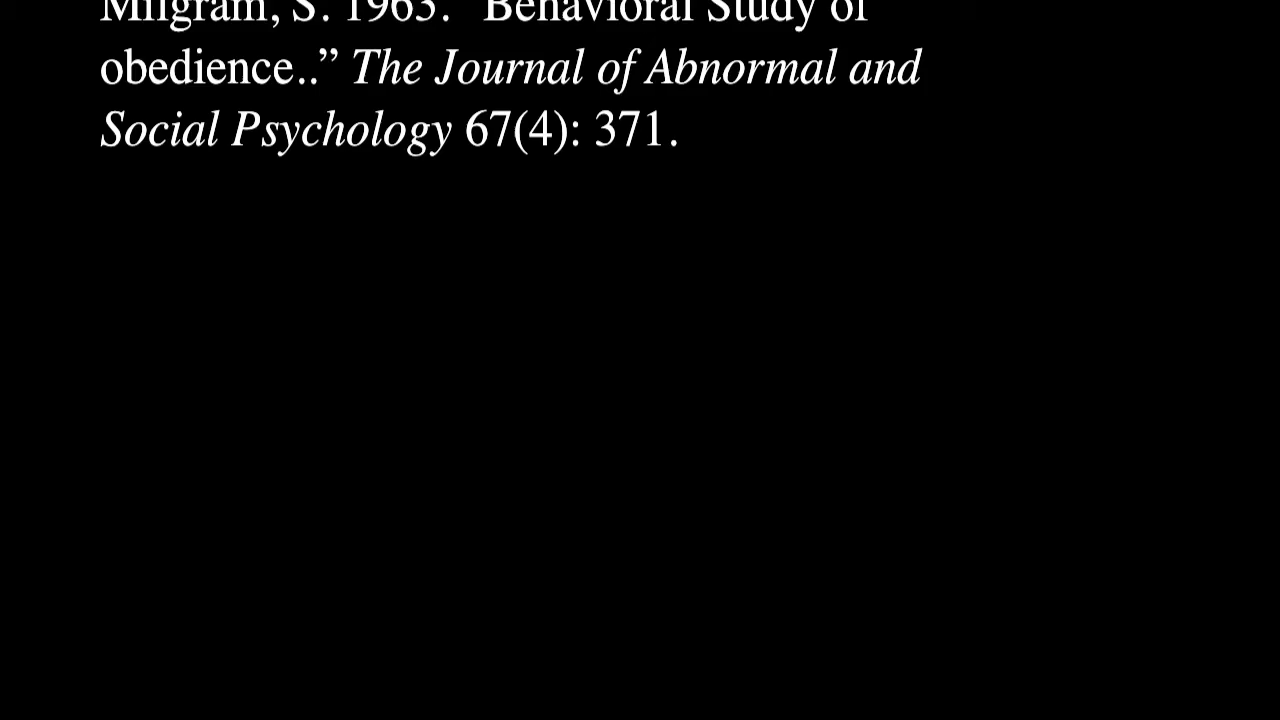 Milgram, S. 1963. “Behavioral Study of
obedience..” The Journal of Abnormal and
Social Psychology 67(4): 371.